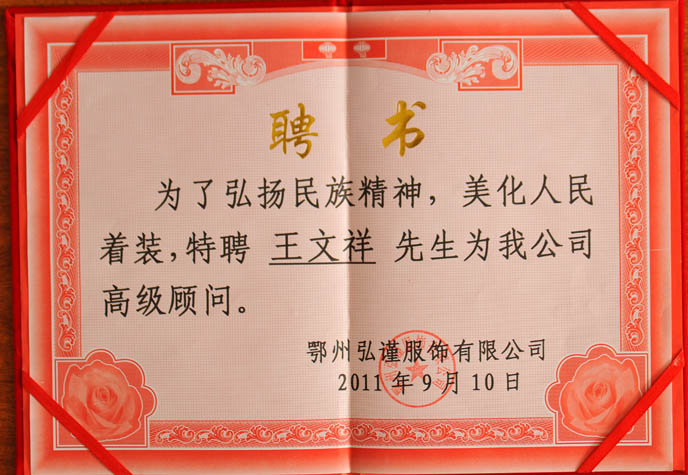 聘书
为了弘扬民族精神，美化人民
着装，特聘 王文祥 先生为我公司
高级顾问。
鄂州弘谨服饰有限公司
2011年9月10日